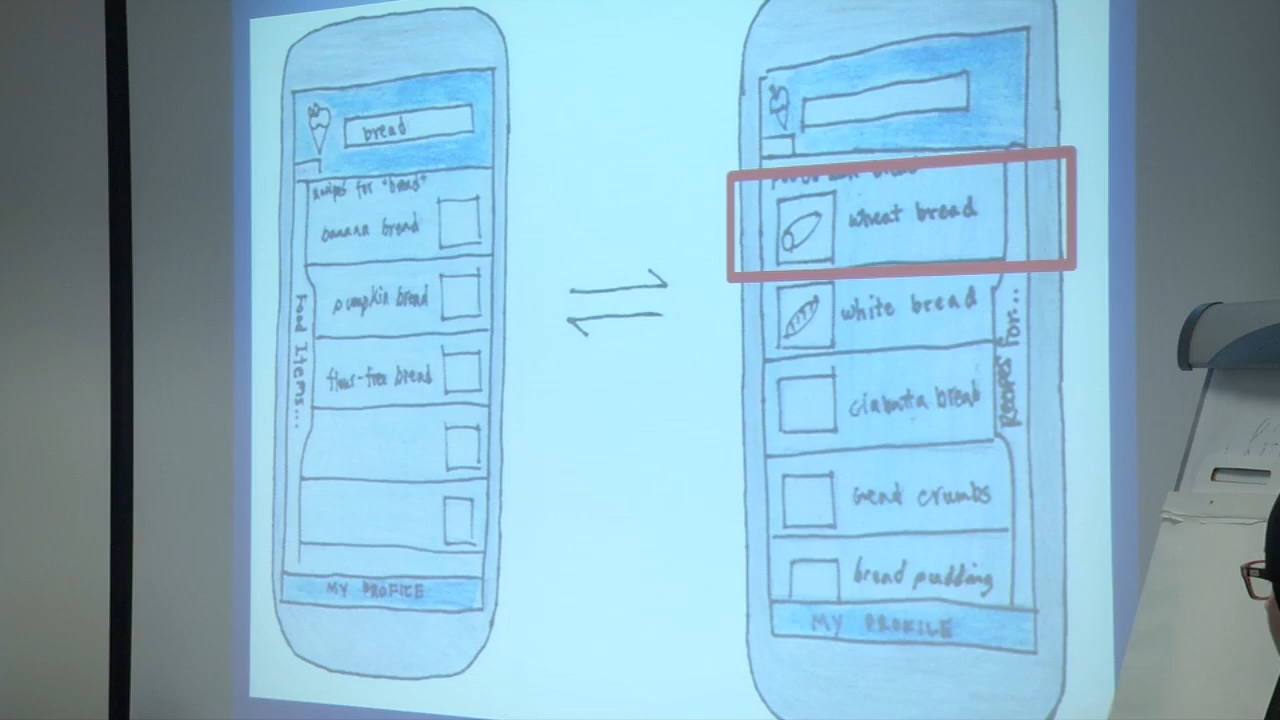 bread
Recipes for "bread"
banana bread
pumpkin bread
flour-free bread
Food Items...
MY PROFILE
wheat bread
white bread
ciabatta bread
bread crumbs
bread pudding
Recipes for...
MY PROFILE